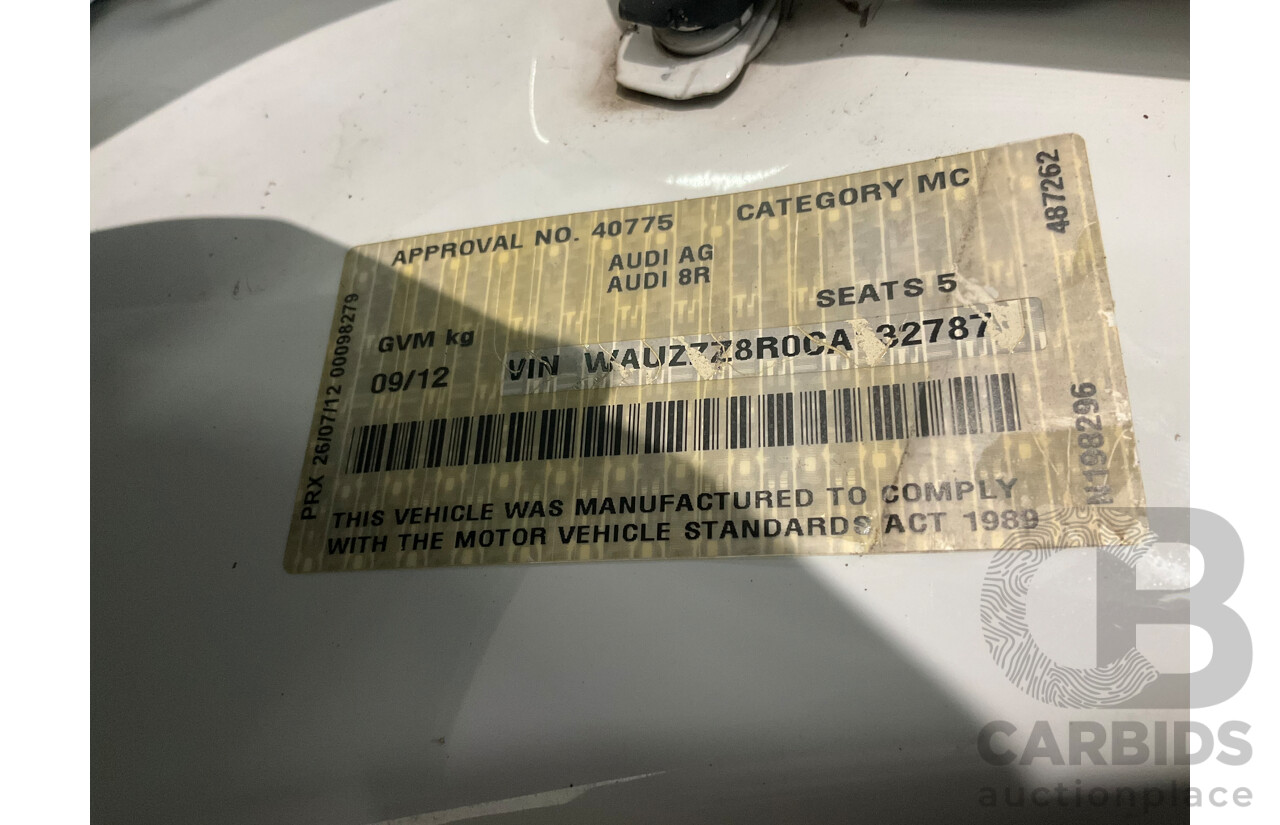 APPROVAL NO. 40775
CATEGORY MC
AUDI AG
AUDI 8R
SEATS 5
GVM kg
09/12
VIN
THIS VEHICLE WAS MANUFACTURED TO COMPLY
WITH THE MOTOR VEHICLE STANDARDS ACT 1989
PRX 26/07/12 00098279
487262
N198296
CB
CARBIDS
auctionplace